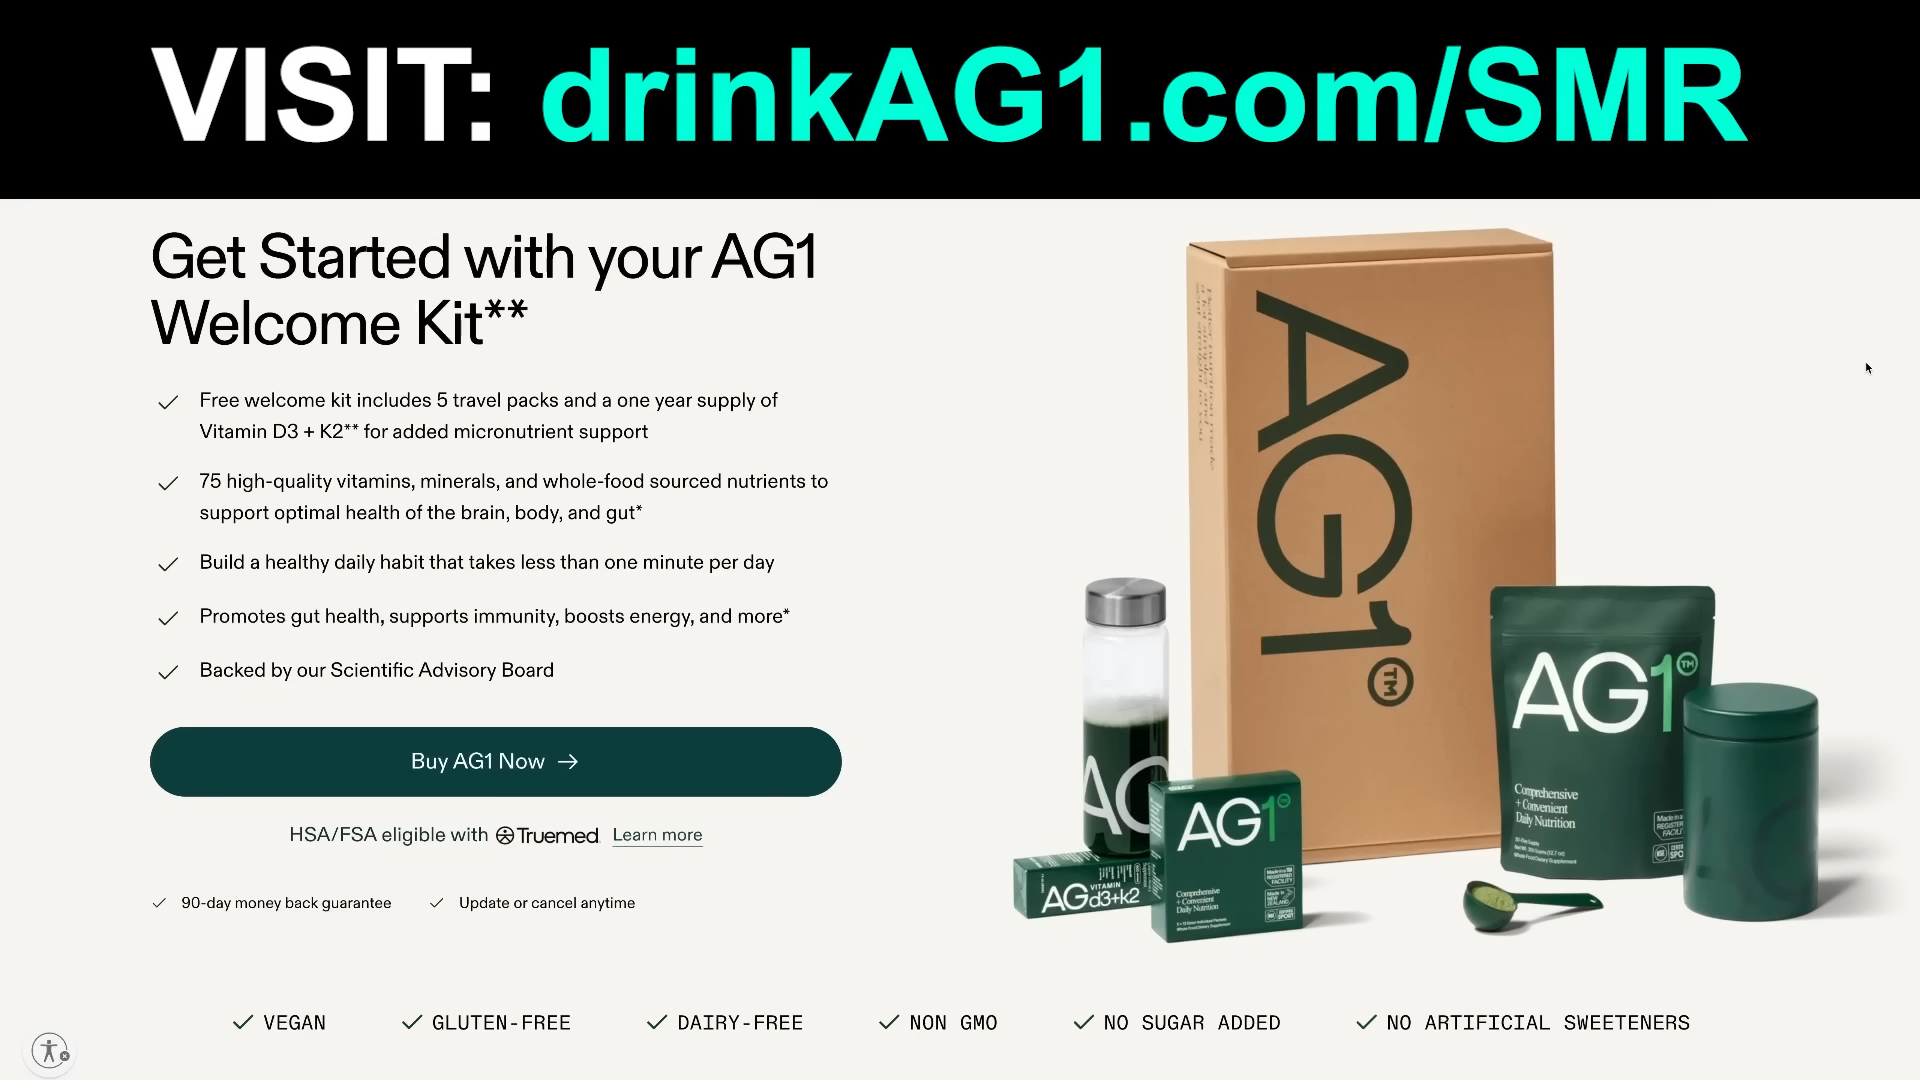 VISIT: drinkAG1.com/SMR
Get Started with your AG1
Welcome Kit**
Free welcome kit includes 5 travel packs and a one year supply of
Vitamin D3 + K2** for added micronutrient support
75 high-quality vitamins, minerals, and whole-food sourced nutrients to
support optimal health of the brain, body, and gut*
Build a healthy daily habit that takes less than one minute per day
Promotes gut health, supports immunity, boosts energy, and more*
Backed by our Scientific Advisory Board
Buy AG1 Now →
HSA/FSA eligible with Truemed Learn more
90-day money back guarantee
Update or cancel anytime
AG1™
AG
AG VITAMIN
d3+k2
AG1™
Comprehensive
+ Convenient
Daily Nutrition
AG1™
Comprehensive
+ Convenient
Daily Nutrition
VEGAN
GLUTEN-FREE
DAIRY-FREE
NON GMO
NO SUGAR ADDED
NO ARTIFICIAL SWEETENERS